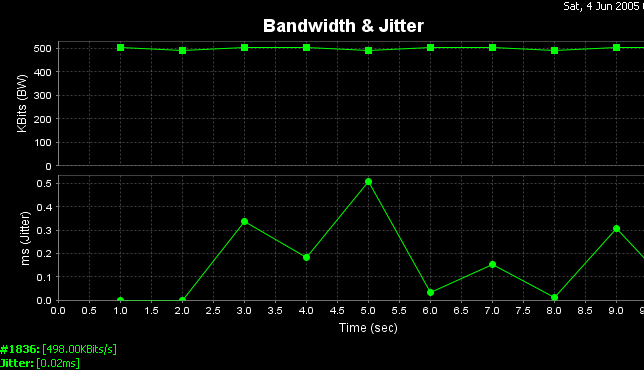 Sat, 4 Jun 2005
Bandwidth & Jitter
KBits (BW)
500
400
300
200
100
0
ms (Jitter)
0.5
0.4
0.3
0.2
0.1
0.0
0.0 0.5 1.0 1.5 2.0 2.5 3.0 3.5 4.0 4.5 5.0 5.5 6.0 6.5 7.0 7.5 8.0 8.5 9.0
Time (sec)
#1836: [498.00KBits/s]
Jitter: [0.02ms]